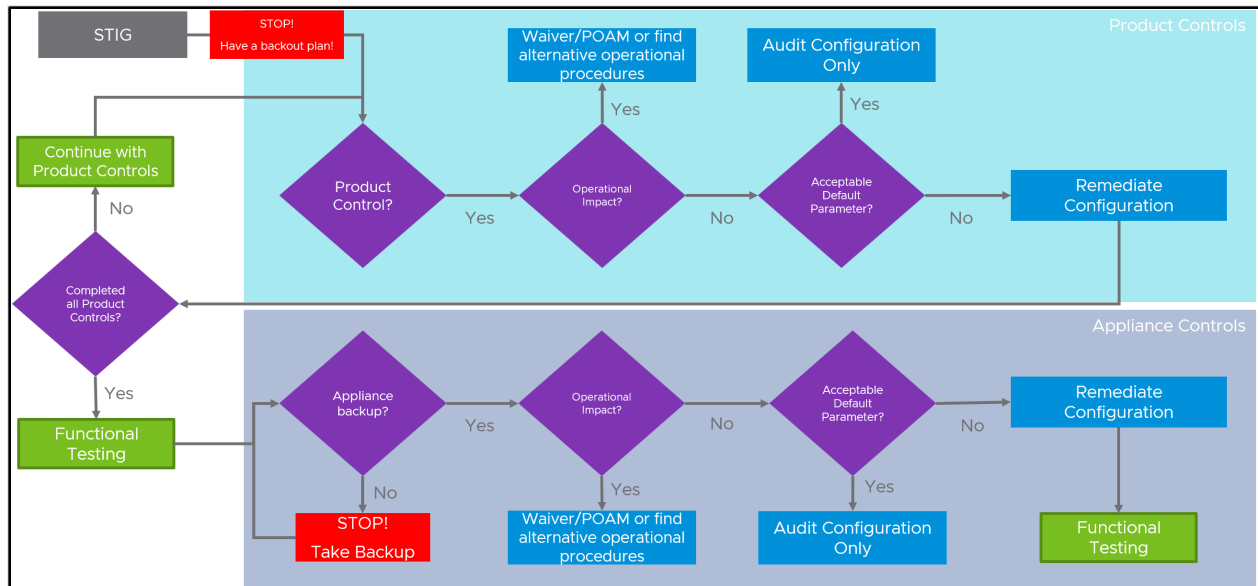 STIG
STOP!
Have a backout plan!
Product Controls
Waiver/POAM or find
alternative operational
procedures
Audit Configuration
Only
Yes
Yes
Continue with
Product Controls
No
Product
Control?
Yes
Operational
Impact?
No
Acceptable
Default
Parameter?
No
Remediate
Configuration
Completed
all Product
Controls?
Yes
Functional
Testing
Appliance Controls
Appliance
backup?
Yes
Operational
Impact?
No
Acceptable
Default
Parameter?
No
Remediate
Configuration
No
Yes
Yes
STOP!
Take Backup
Waiver/POAM or find
alternative operational
procedures
Audit Configuration
Only
Functional
Testing